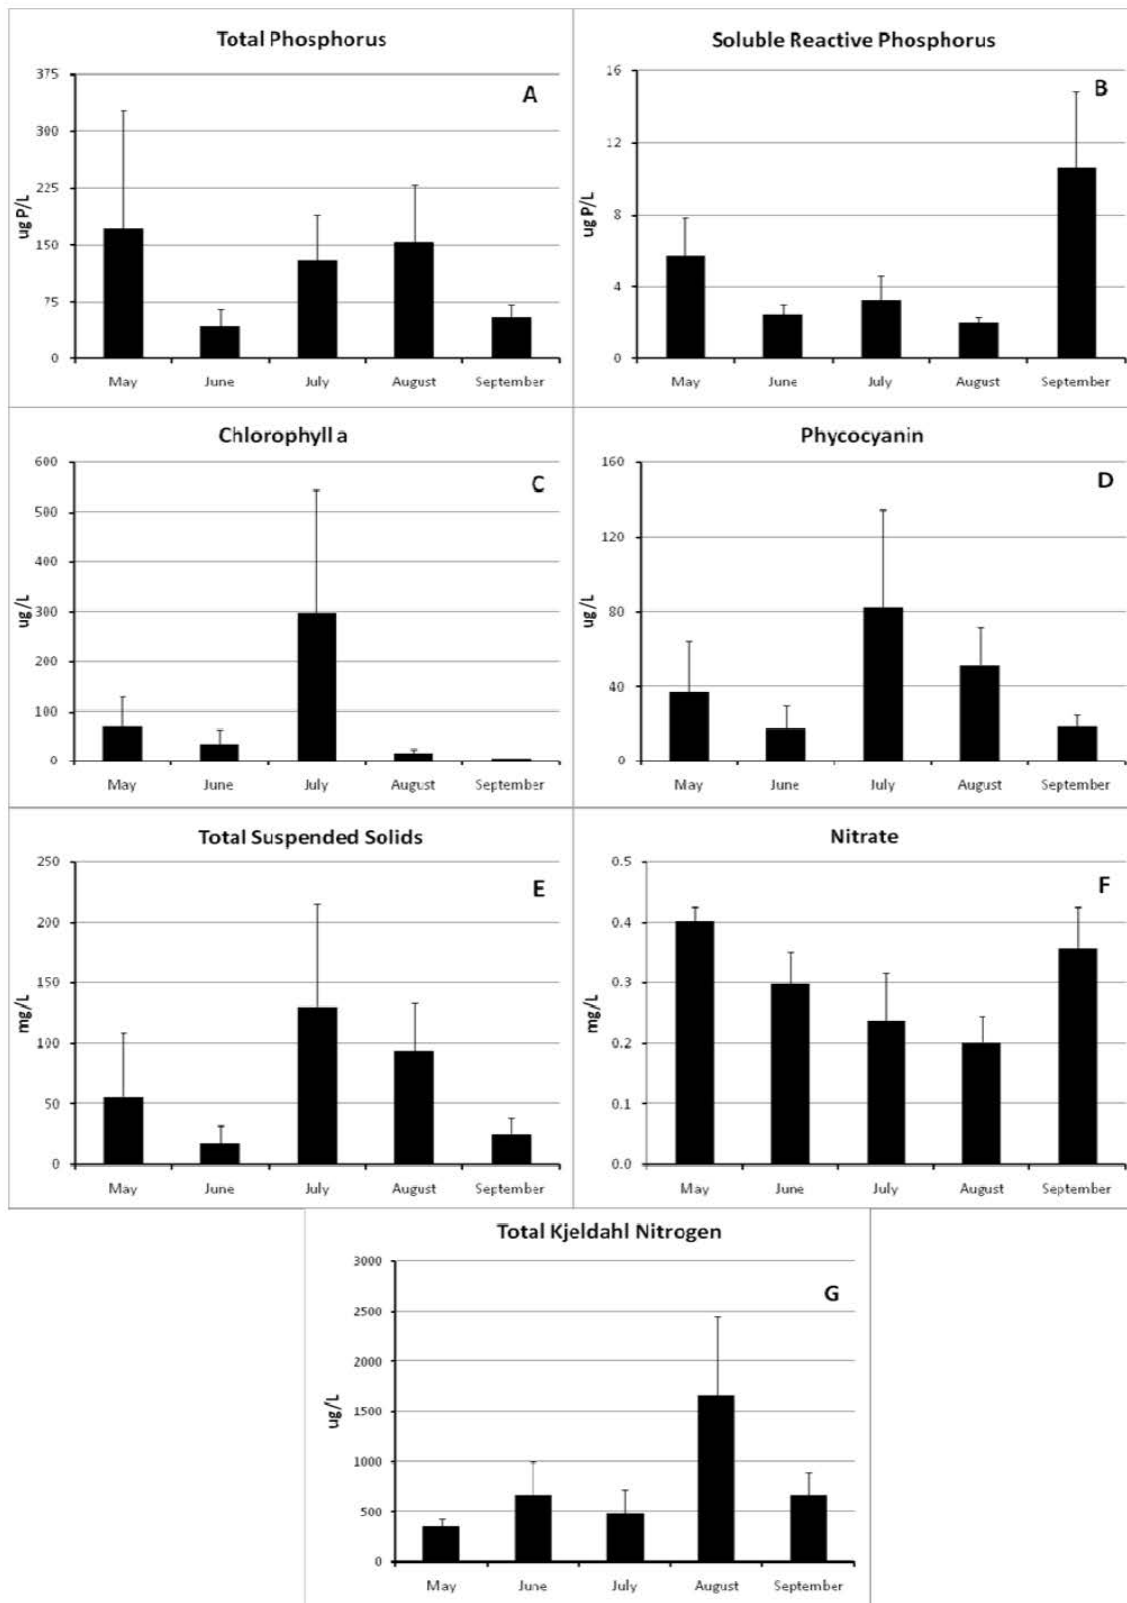 Total Phosphorus
A
375
300
225
150
75
0
ug P/L
May June July August September
Soluble Reactive Phosphorus
B
16
12
8
4
0
ug P/L
May June July August September
Chlorophyll a
C
600
500
400
300
200
100
0
ug/L
May June July August September
Phycocyanin
D
160
120
80
40
0
ug/L
May June July August September
Total Suspended Solids
E
250
200
150
100
50
0
mg/L
May June July August September
Nitrate
F
0.5
0.4
0.3
0.2
0.1
0.0
mg/L
May June July August September
Total Kjeldahl Nitrogen
G
3000
2500
2000
1500
1000
500
0
ug/L
May June July August September